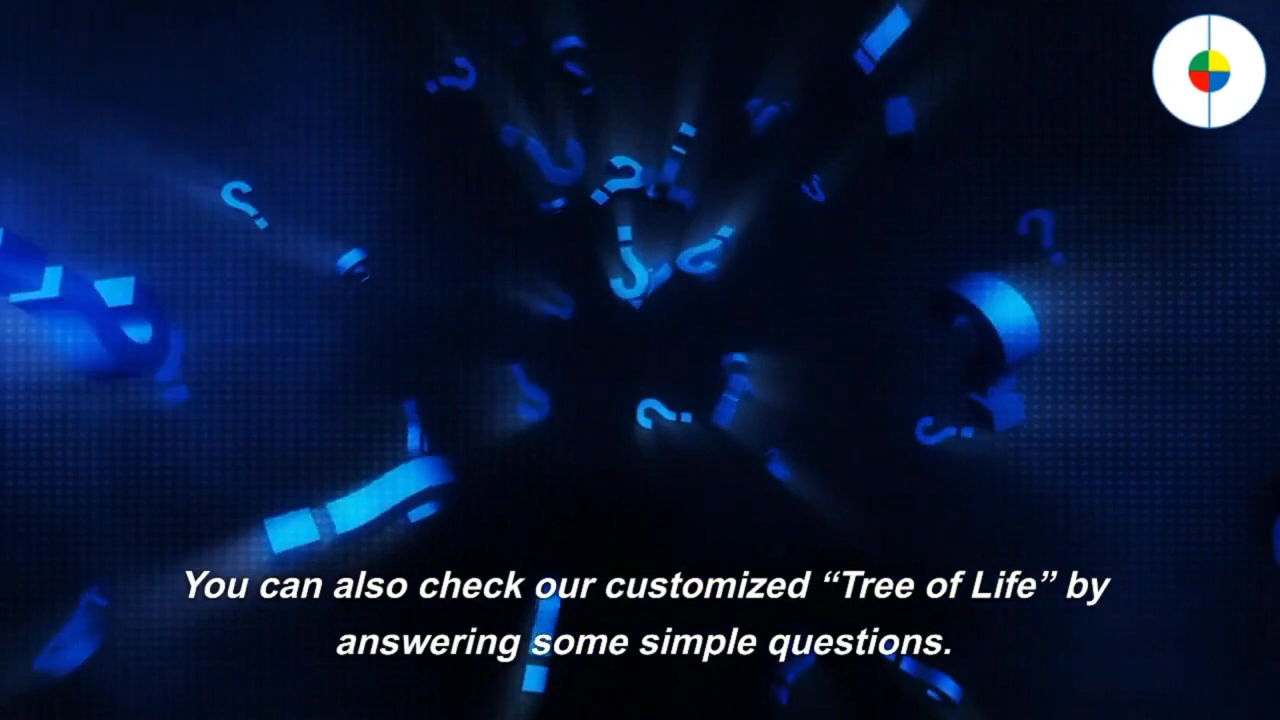 You can also check our customized “Tree of Life” by
answering some simple questions.